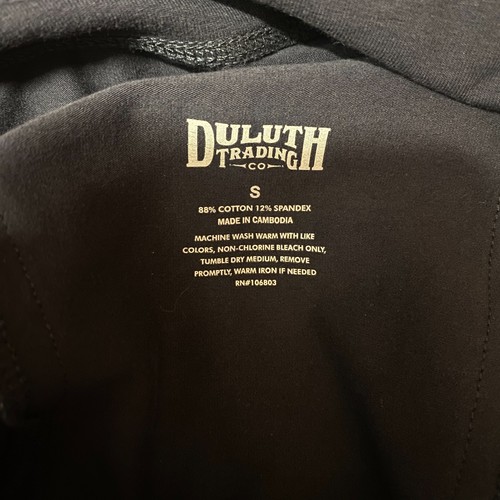 DULUTH
TRADING
CO
S
88% COTTON 12% SPANDEX
MADE IN CAMBODIA
MACHINE WASH WARM WITH LIKE
COLORS, NON-CHLORINE BLEACH ONLY,
TUMBLE DRY MEDIUM, REMOVE
PROMPTLY, WARM IRON IF NEEDED
RN#106803